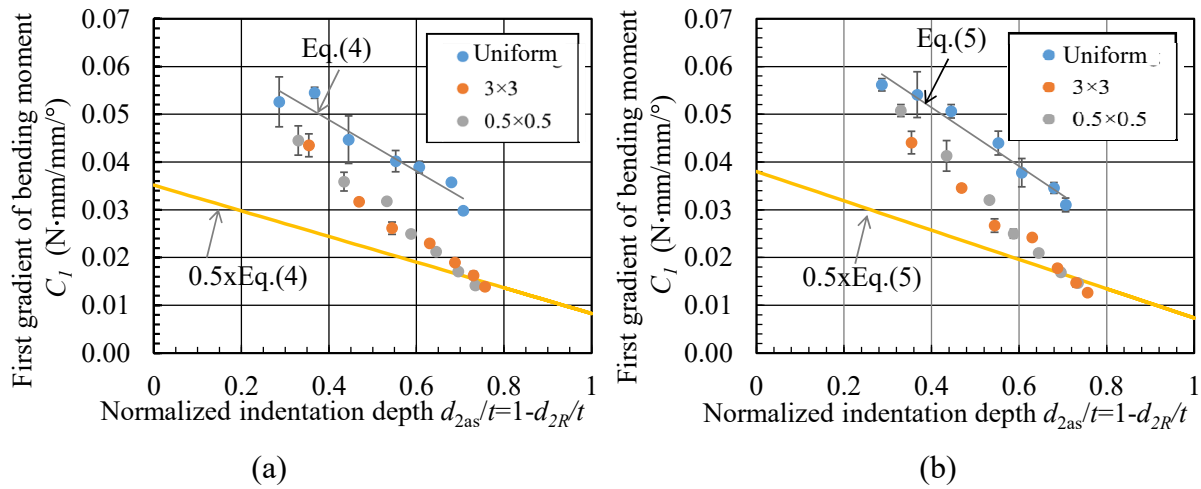 First gradient of bending moment
C1 (N·mm/mm/°)
0.07
0.06
0.05
0.04
0.03
0.02
0.01
0.00
0
0.2
0.4
0.6
0.8
1
Eq.(4)
Uniform
3×3
0.5×0.5
0.5xEq.(4)
Normalized indentation depth d2as/t=1-d2R/t
(a)
First gradient of bending moment
C1 (N·mm/mm/°)
0.07
0.06
0.05
0.04
0.03
0.02
0.01
0.00
0
0.2
0.4
0.6
0.8
1
Eq.(5)
Uniform
3×3
0.5×0.5
0.5xEq.(5)
Normalized indentation depth d2as/t=1-d2R/t
(b)